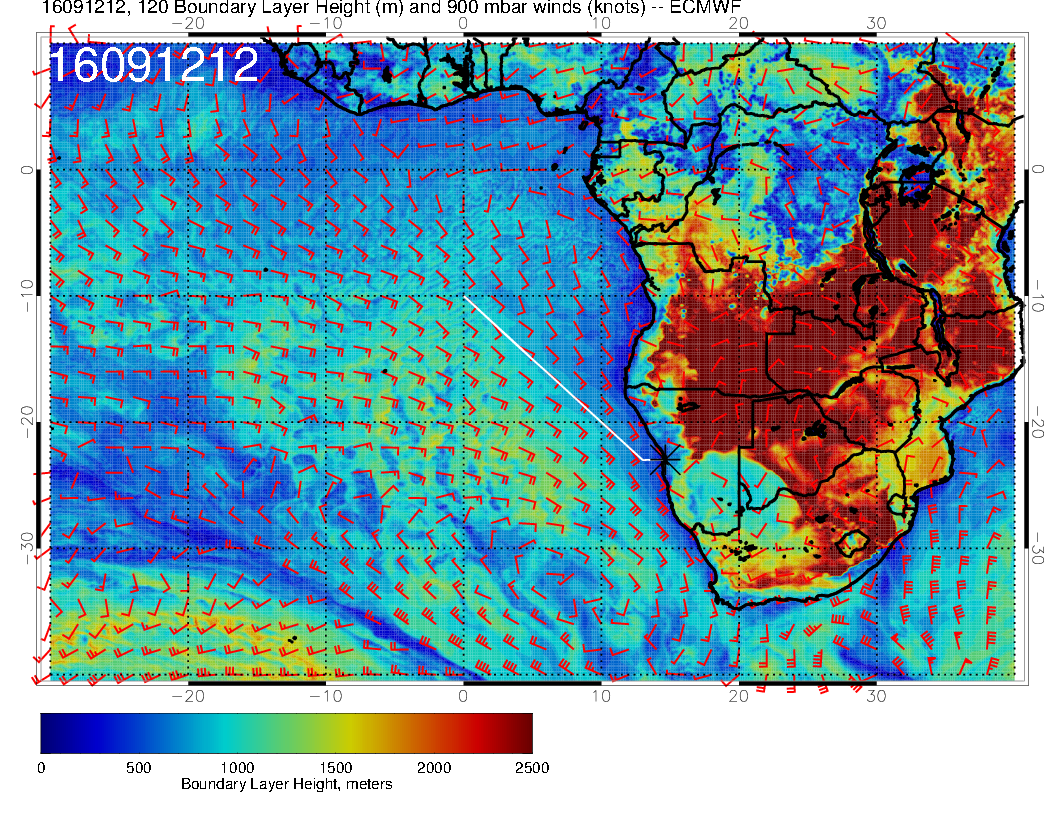 16091212, 120 Boundary Layer Height (m) and 900 mbar winds (knots) -- ECMWF
−20 −10 0 10 20 30
16091212
0 0
−10 −10
−20 −20
−30 −30
−20 −10 0 10 20 30
0 500 1000 1500 2000 2500
Boundary Layer Height, meters